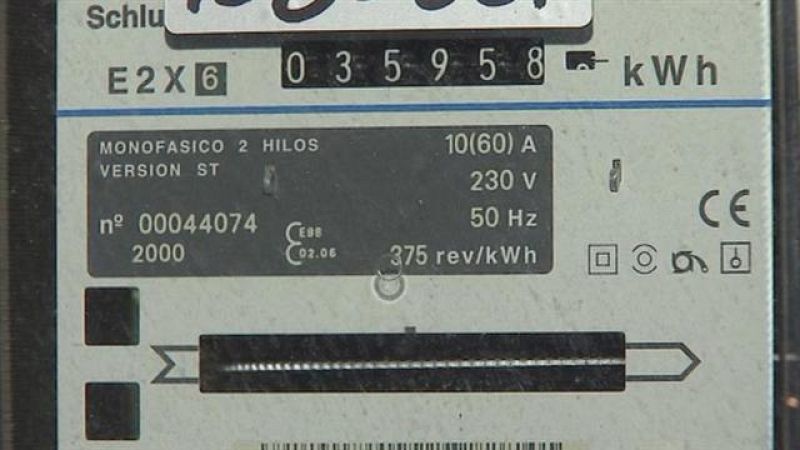 Schlu
E2X6
035958 kWh
MONOFASICO 2 HILOS
VERSION ST
nº 00044074
2000
E98
02.06
10(60) A
230 V
50 Hz
375 rev/kWh
CE